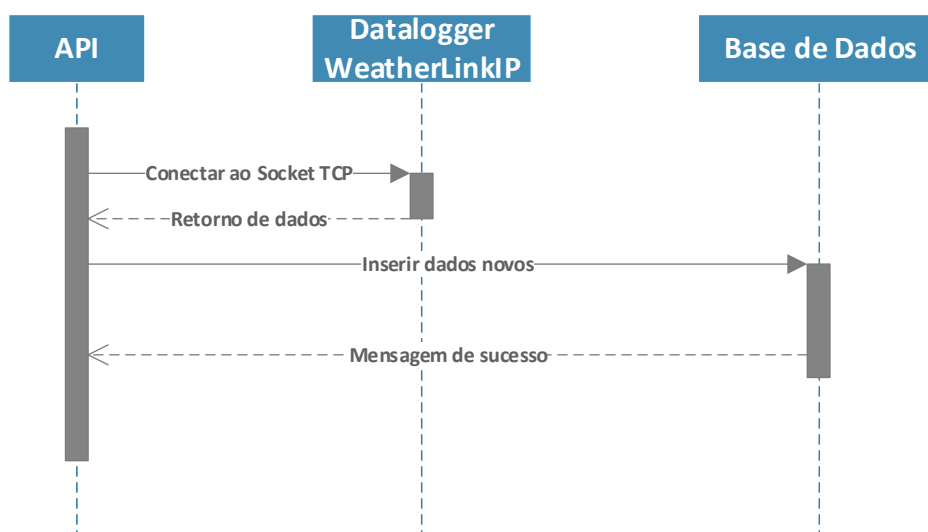 API
Datalogger
WeatherLinkIP
Base de Dados
Conectar ao Socket TCP
Retorno de dados
Inserir dados novos
Mensagem de sucesso